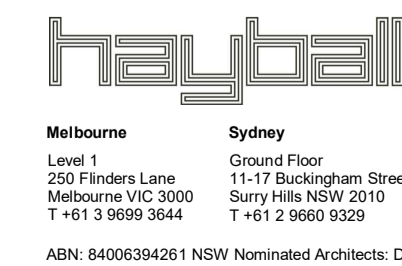 hayball
Melbourne Sydney
Level 1 Ground Floor
250 Flinders Lane 11-17 Buckingham
Melbourne VIC 3000 Surry Hills NSW 2010
T +61 3 9699 3644 T +61 2 9660 9329
ABN: 84006394261 NSW Nominated Architects: